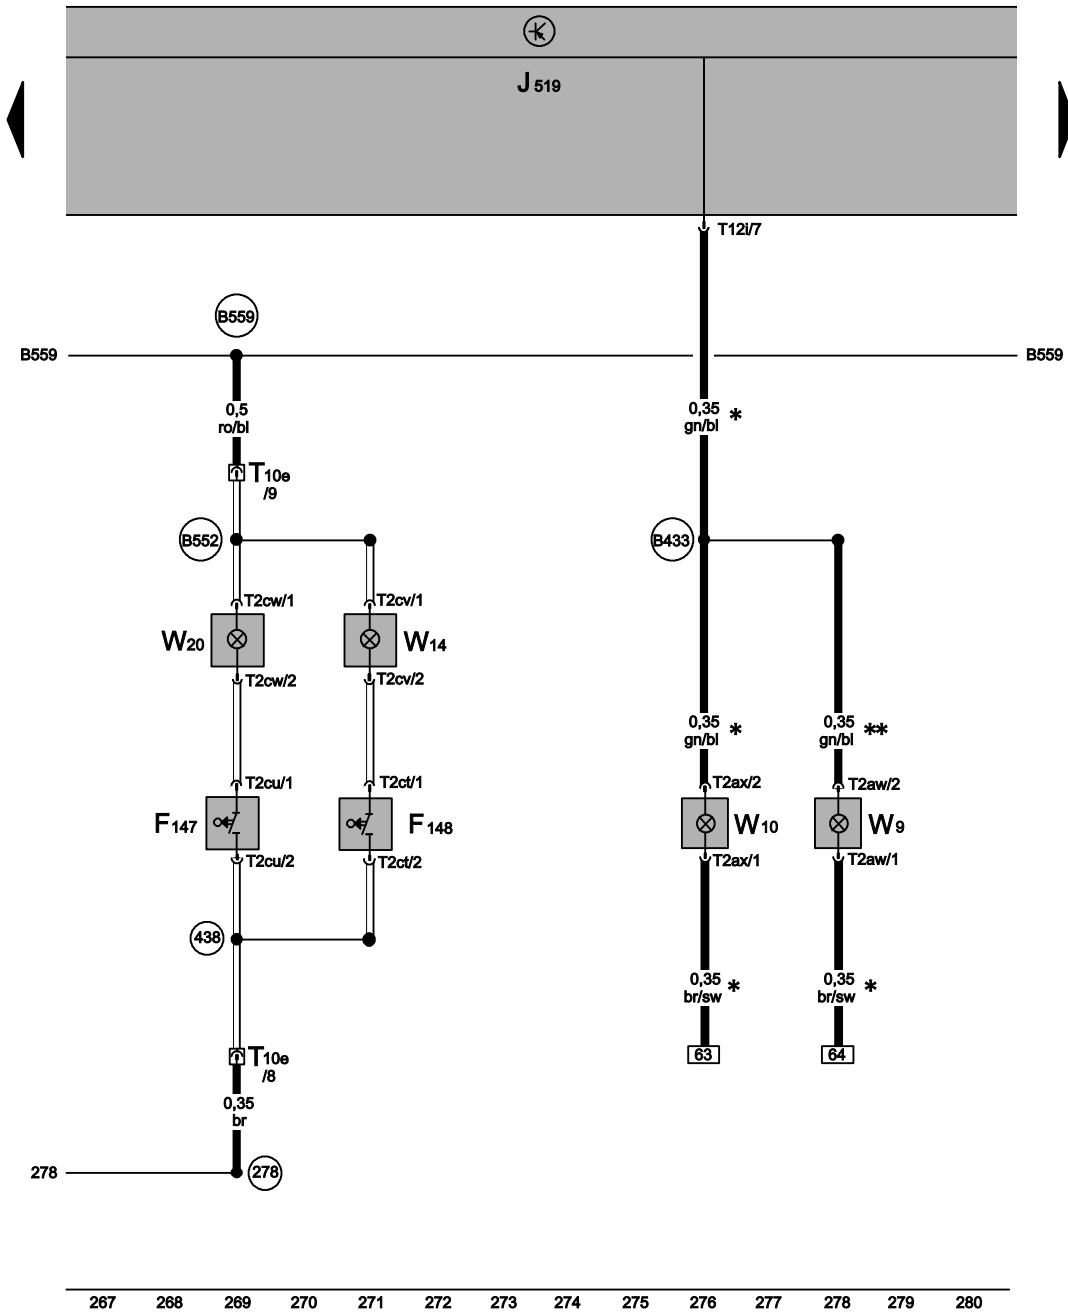 J 519
T12i/7
B559
B559
B559
0,5
ro/bl
0,35
gn/bl *
T10e
/9
B552
B433
T2cw/1
T2cv/1
W20
W14
T2cw/2
T2cv/2
0,35
gn/bl *
0,35
gn/bl **
T2cu/1
T2ct/1
T2ax/2
T2aw/2
F147
F148
W10
W9
T2cu/2
T2ct/2
T2ax/1
T2aw/1
438
0,35
br/sw *
0,35
br/sw *
T10e
/8
63
64
0,35
br
278
278
267 268 269 270 271 272 273 274 275 276 277 278 279 280